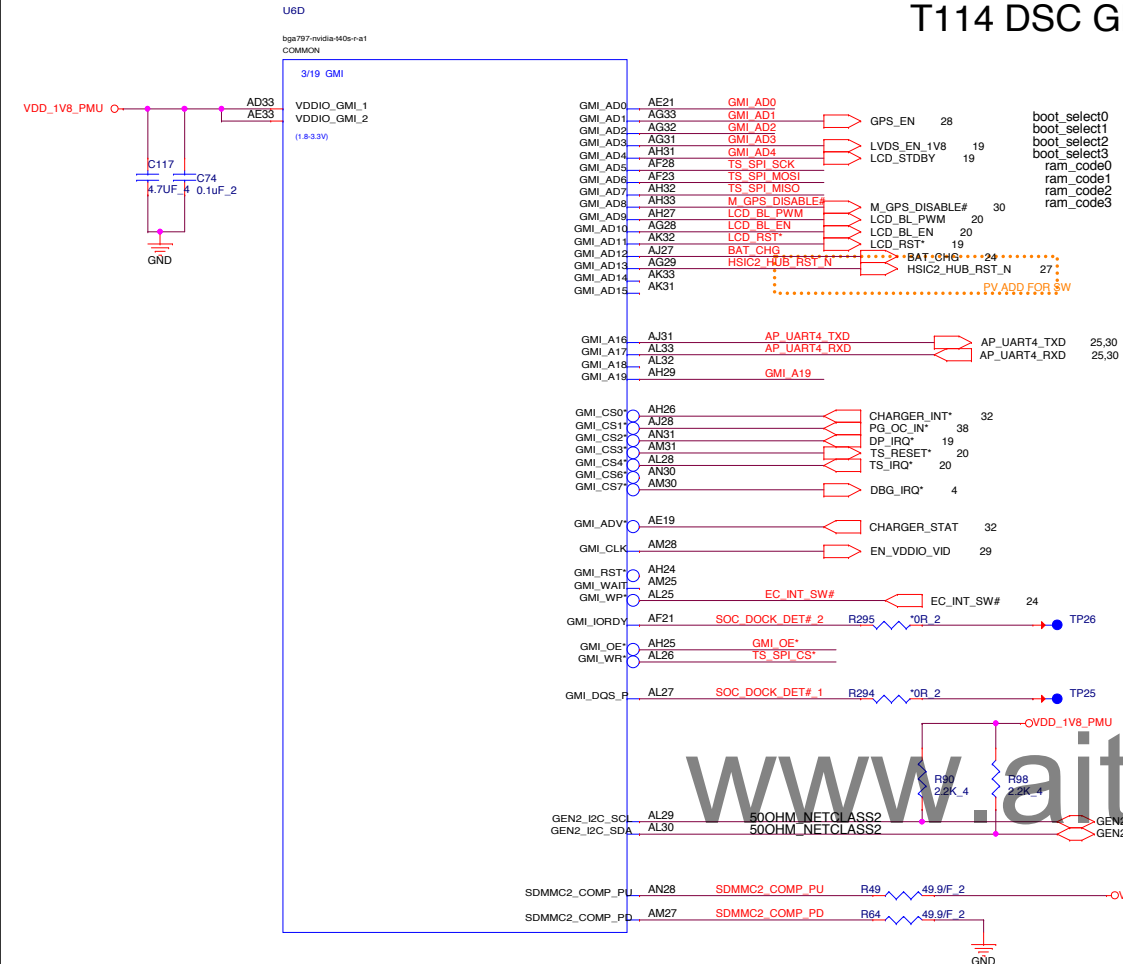 T114 DSC G
U6D
bga797-nvidia-t40s-r-a1
COMMON
3/19 GMI
VDD_1V8_PMU
AD33 VDDIO_GMI_1
AE33 VDDIO_GMI_2
(1.8-3.3V)
C117
4.7UF_4
C74
0.1uF_2
GND
GMI_AD0 AE21 GMI_AD0
GMI_AD1 AG33 GMI_AD1 GPS_EN 28
GMI_AD2 AG32 GMI_AD2
GMI_AD3 AG31 GMI_AD3 LVDS_EN_1V8 19
GMI_AD4 AH31 GMI_AD4 LCD_STDBY 19
GMI_AD5 AF28 TS_SPI_SCK
GMI_AD6 AF23 TS_SPI_MOSI
GMI_AD7 AH32 TS_SPI_MISO
GMI_AD8 AH33 M_GPS_DISABLE# M_GPS_DISABLE# 30
GMI_AD9 AH27 LCD_BL_PWM LCD_BL_PWM 20
GMI_AD10 AG28 LCD_BL_EN LCD_BL_EN 20
GMI_AD11 AK32 LCD_RST* LCD_RST* 19
GMI_AD12 AJ27 BAT_CHG BAT_CHG 24
GMI_AD13 AG29 HSIC2_HUB_RST_N HSIC2_HUB_RST_N 27
GMI_AD14 AK33
GMI_AD15 AK31
PV ADD FOR SW
boot_select0
boot_select1
boot_select2
boot_select3
ram_code0
ram_code1
ram_code2
ram_code3
GMI_A16 AJ31 AP_UART4_TXD AP_UART4_TXD 25,30
GMI_A17 AL33 AP_UART4_RXD AP_UART4_RXD 25,30
GMI_A18 AL32
GMI_A19 AH29 GMI_A19
GMI_CS0* AH26 CHARGER_INT* 32
GMI_CS1* AJ28 PG_OC_IN* 38
GMI_CS2* AN31 DP_IRQ* 19
GMI_CS3* AM31 TS_RESET* 20
GMI_CS4* AL28 TS_IRQ* 20
GMI_CS6* AN30
GMI_CS7* AM30 DBG_IRQ* 4
GMI_ADV* AE19 CHARGER_STAT 32
GMI_CLK AM28 EN_VDDIO_VID 29
GMI_RST* AH24
GMI_WAIT AM25
GMI_WP* AL25 EC_INT_SW# EC_INT_SW# 24
GMI_IORDY AF21 SOC_DOCK_DET#_2 R295 *0R_2 TP26
GMI_OE* AH25 GMI_OE*
GMI_WR* AL26 TS_SPI_CS*
GMI_DQS_P AL27 SOC_DOCK_DET#_1 R294 *0R_2 TP25
VDD_1V8_PMU
www.ait
R90
2.2K_4
R98
2.2K_4
GEN2_I2C_SCL AL29 50OHM_NETCLASS2 GEN2
GEN2_I2C_SDA AL30 50OHM_NETCLASS2 GEN2
SDMMC2_COMP_PU AN28 SDMMC2_COMP_PU R49 49.9/F_2 V
SDMMC2_COMP_PD AM27 SDMMC2_COMP_PD R64 49.9/F_2
GND